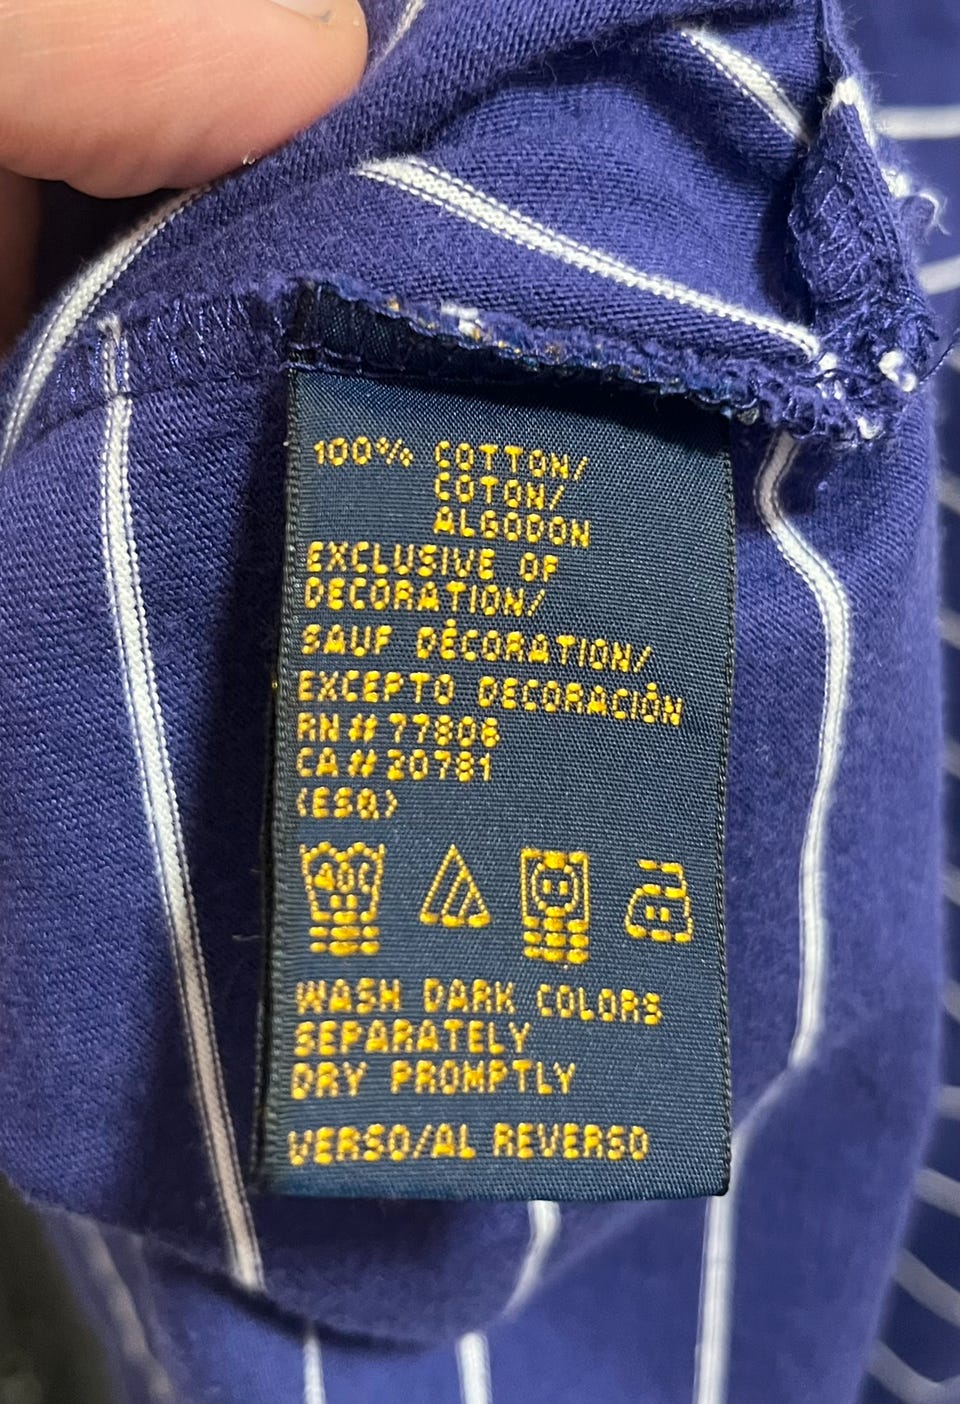 100% COTTON/
COTON/
ALGODON
EXCLUSIVE OF
DECORATION/
SAUF DÉCORATION/
EXCEPTO DECORACIÓN
RN# 77806
CA# 20781
(ESQ)
40C
WASH DARK COLORS
SEPARATELY
DRY PROMPTLY
VERSO/AL REVERSO